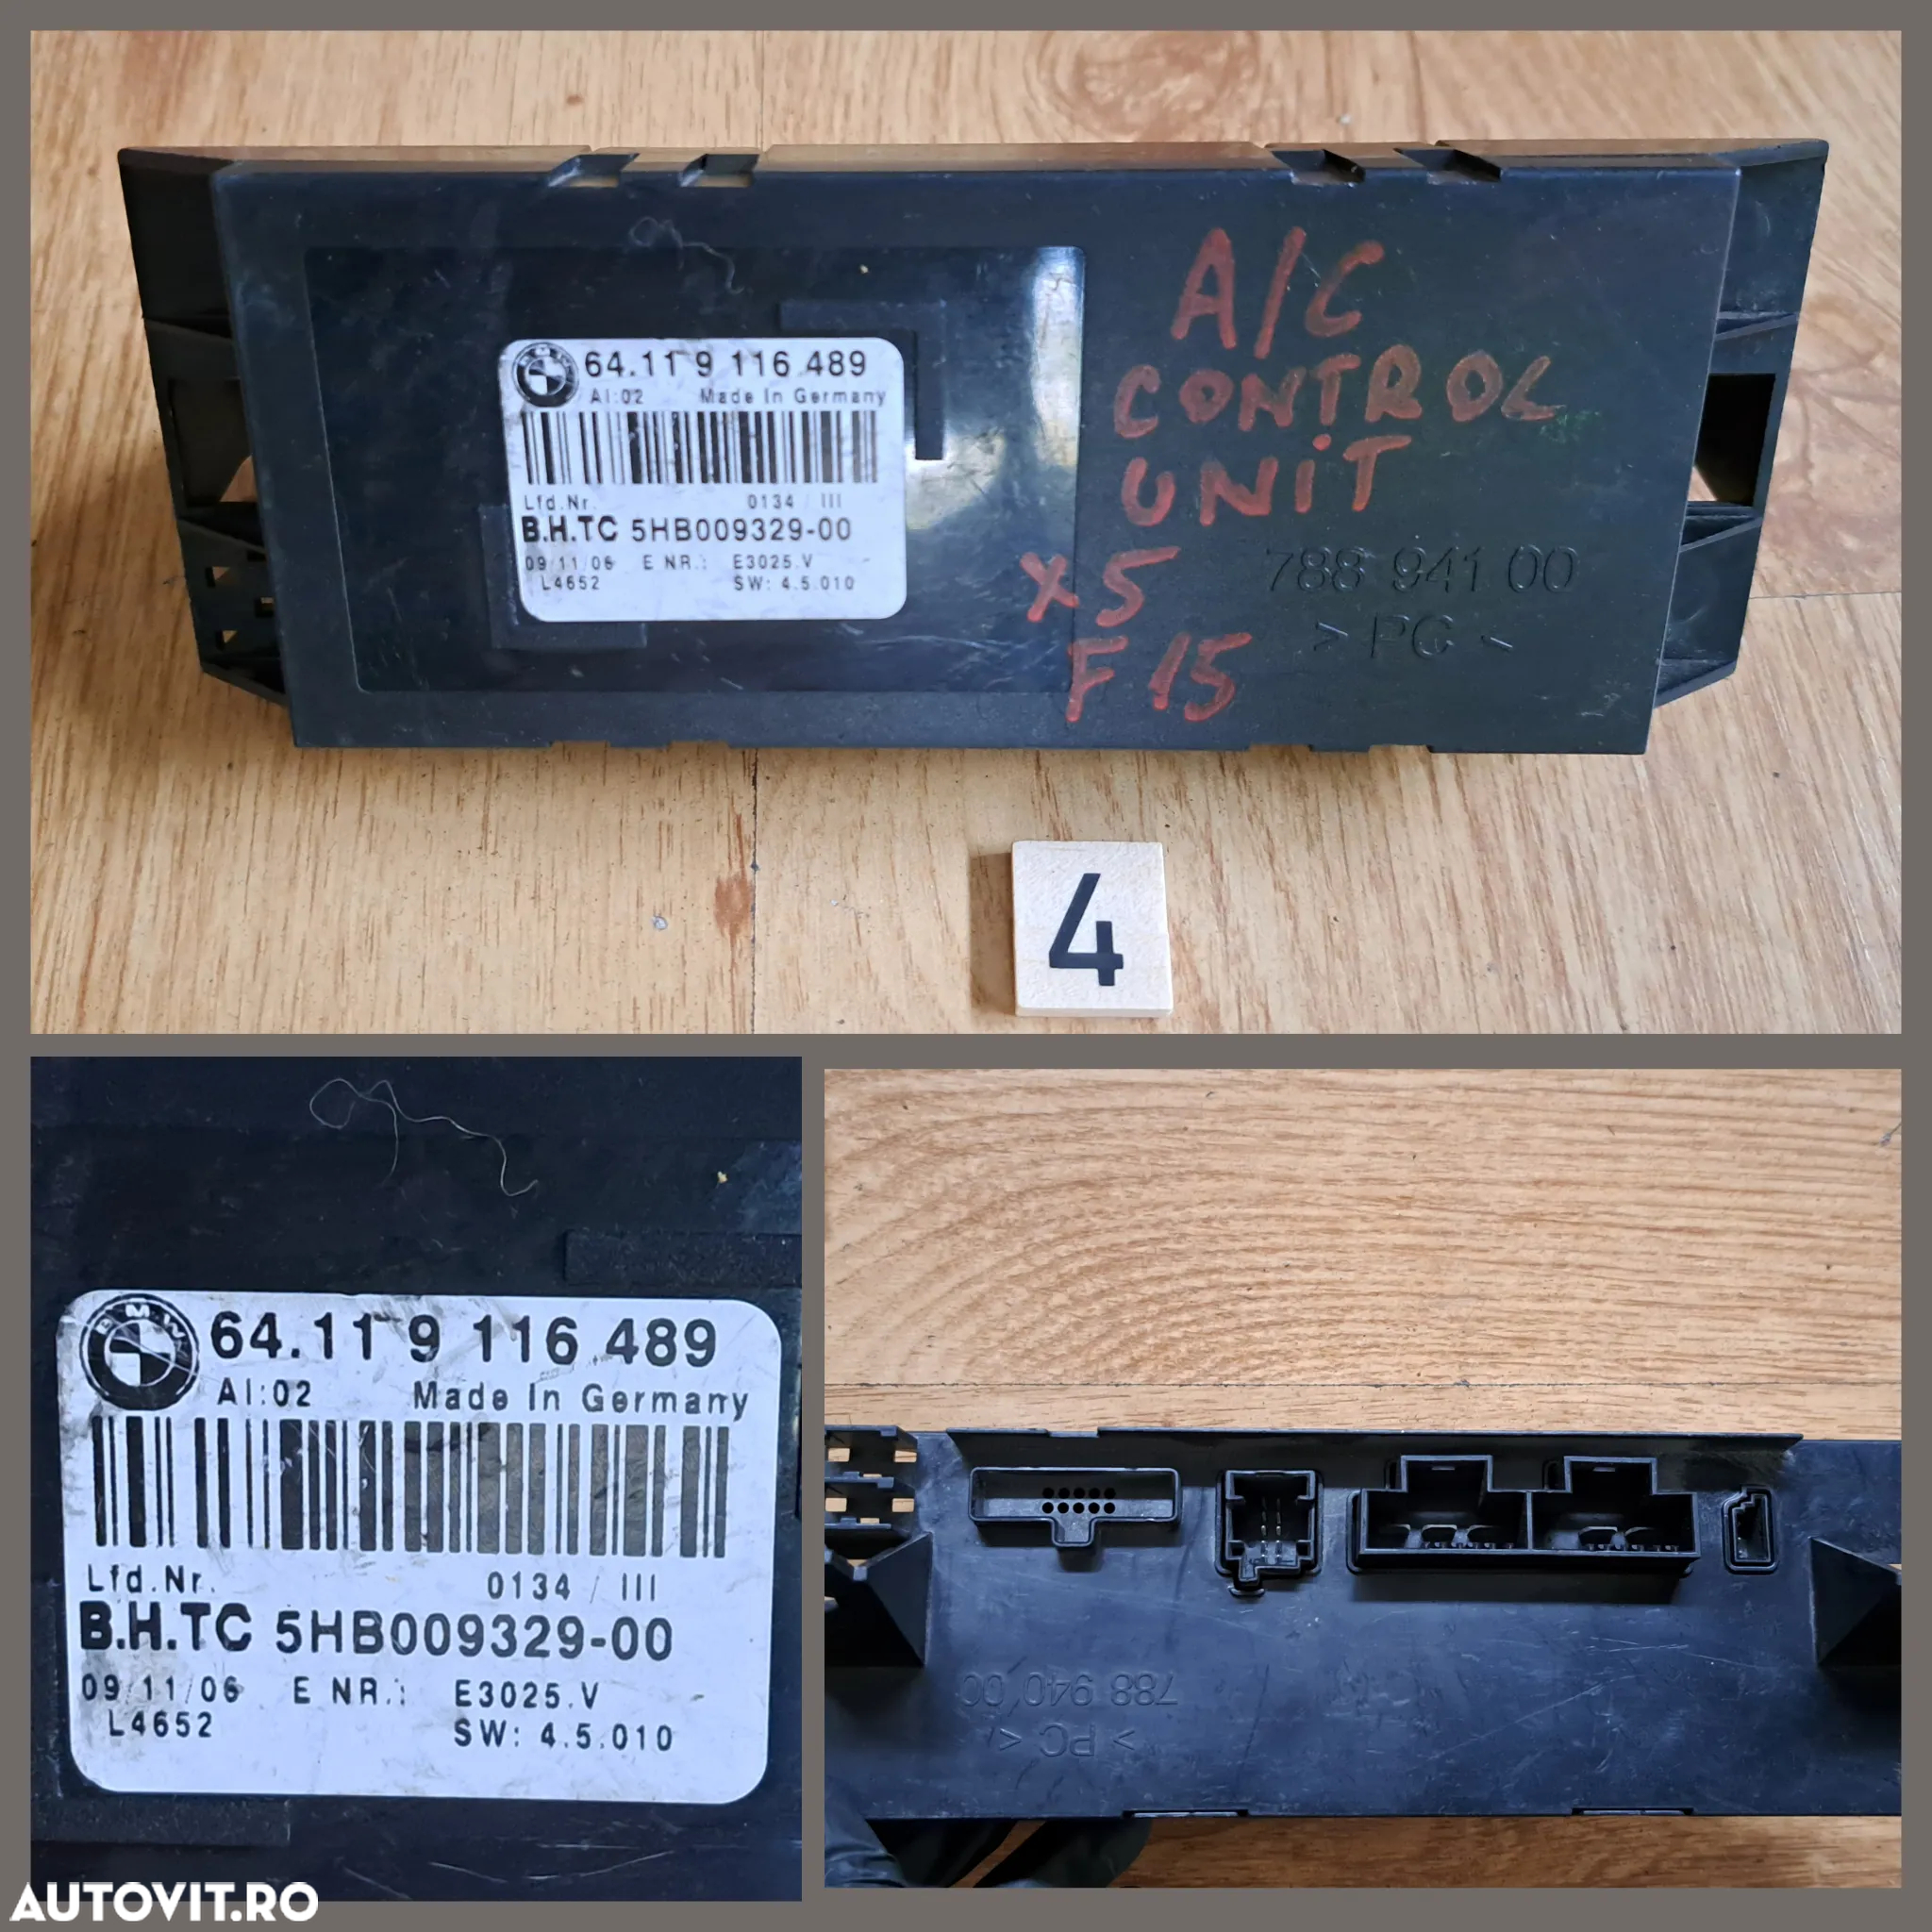 BMW
64.11 9 116 489
AI:02 Made In Germany
Lfd.Nr. 0134 / III
B.H.TC 5HB009329-00
09/11/06 E NR.: E3025.V
L4652 SW: 4.5.010
A/C
CONTROL
UNIT
X5
F15
788 941 00
> PC <
4
BMW
64.11 9 116 489
AI:02 Made In Germany
Lfd.Nr. 0134 / III
B.H.TC 5HB009329-00
09/11/06 E NR.: E3025.V
L4652 SW: 4.5.010
788 940 00
> PC <
AUTOVIT.RO